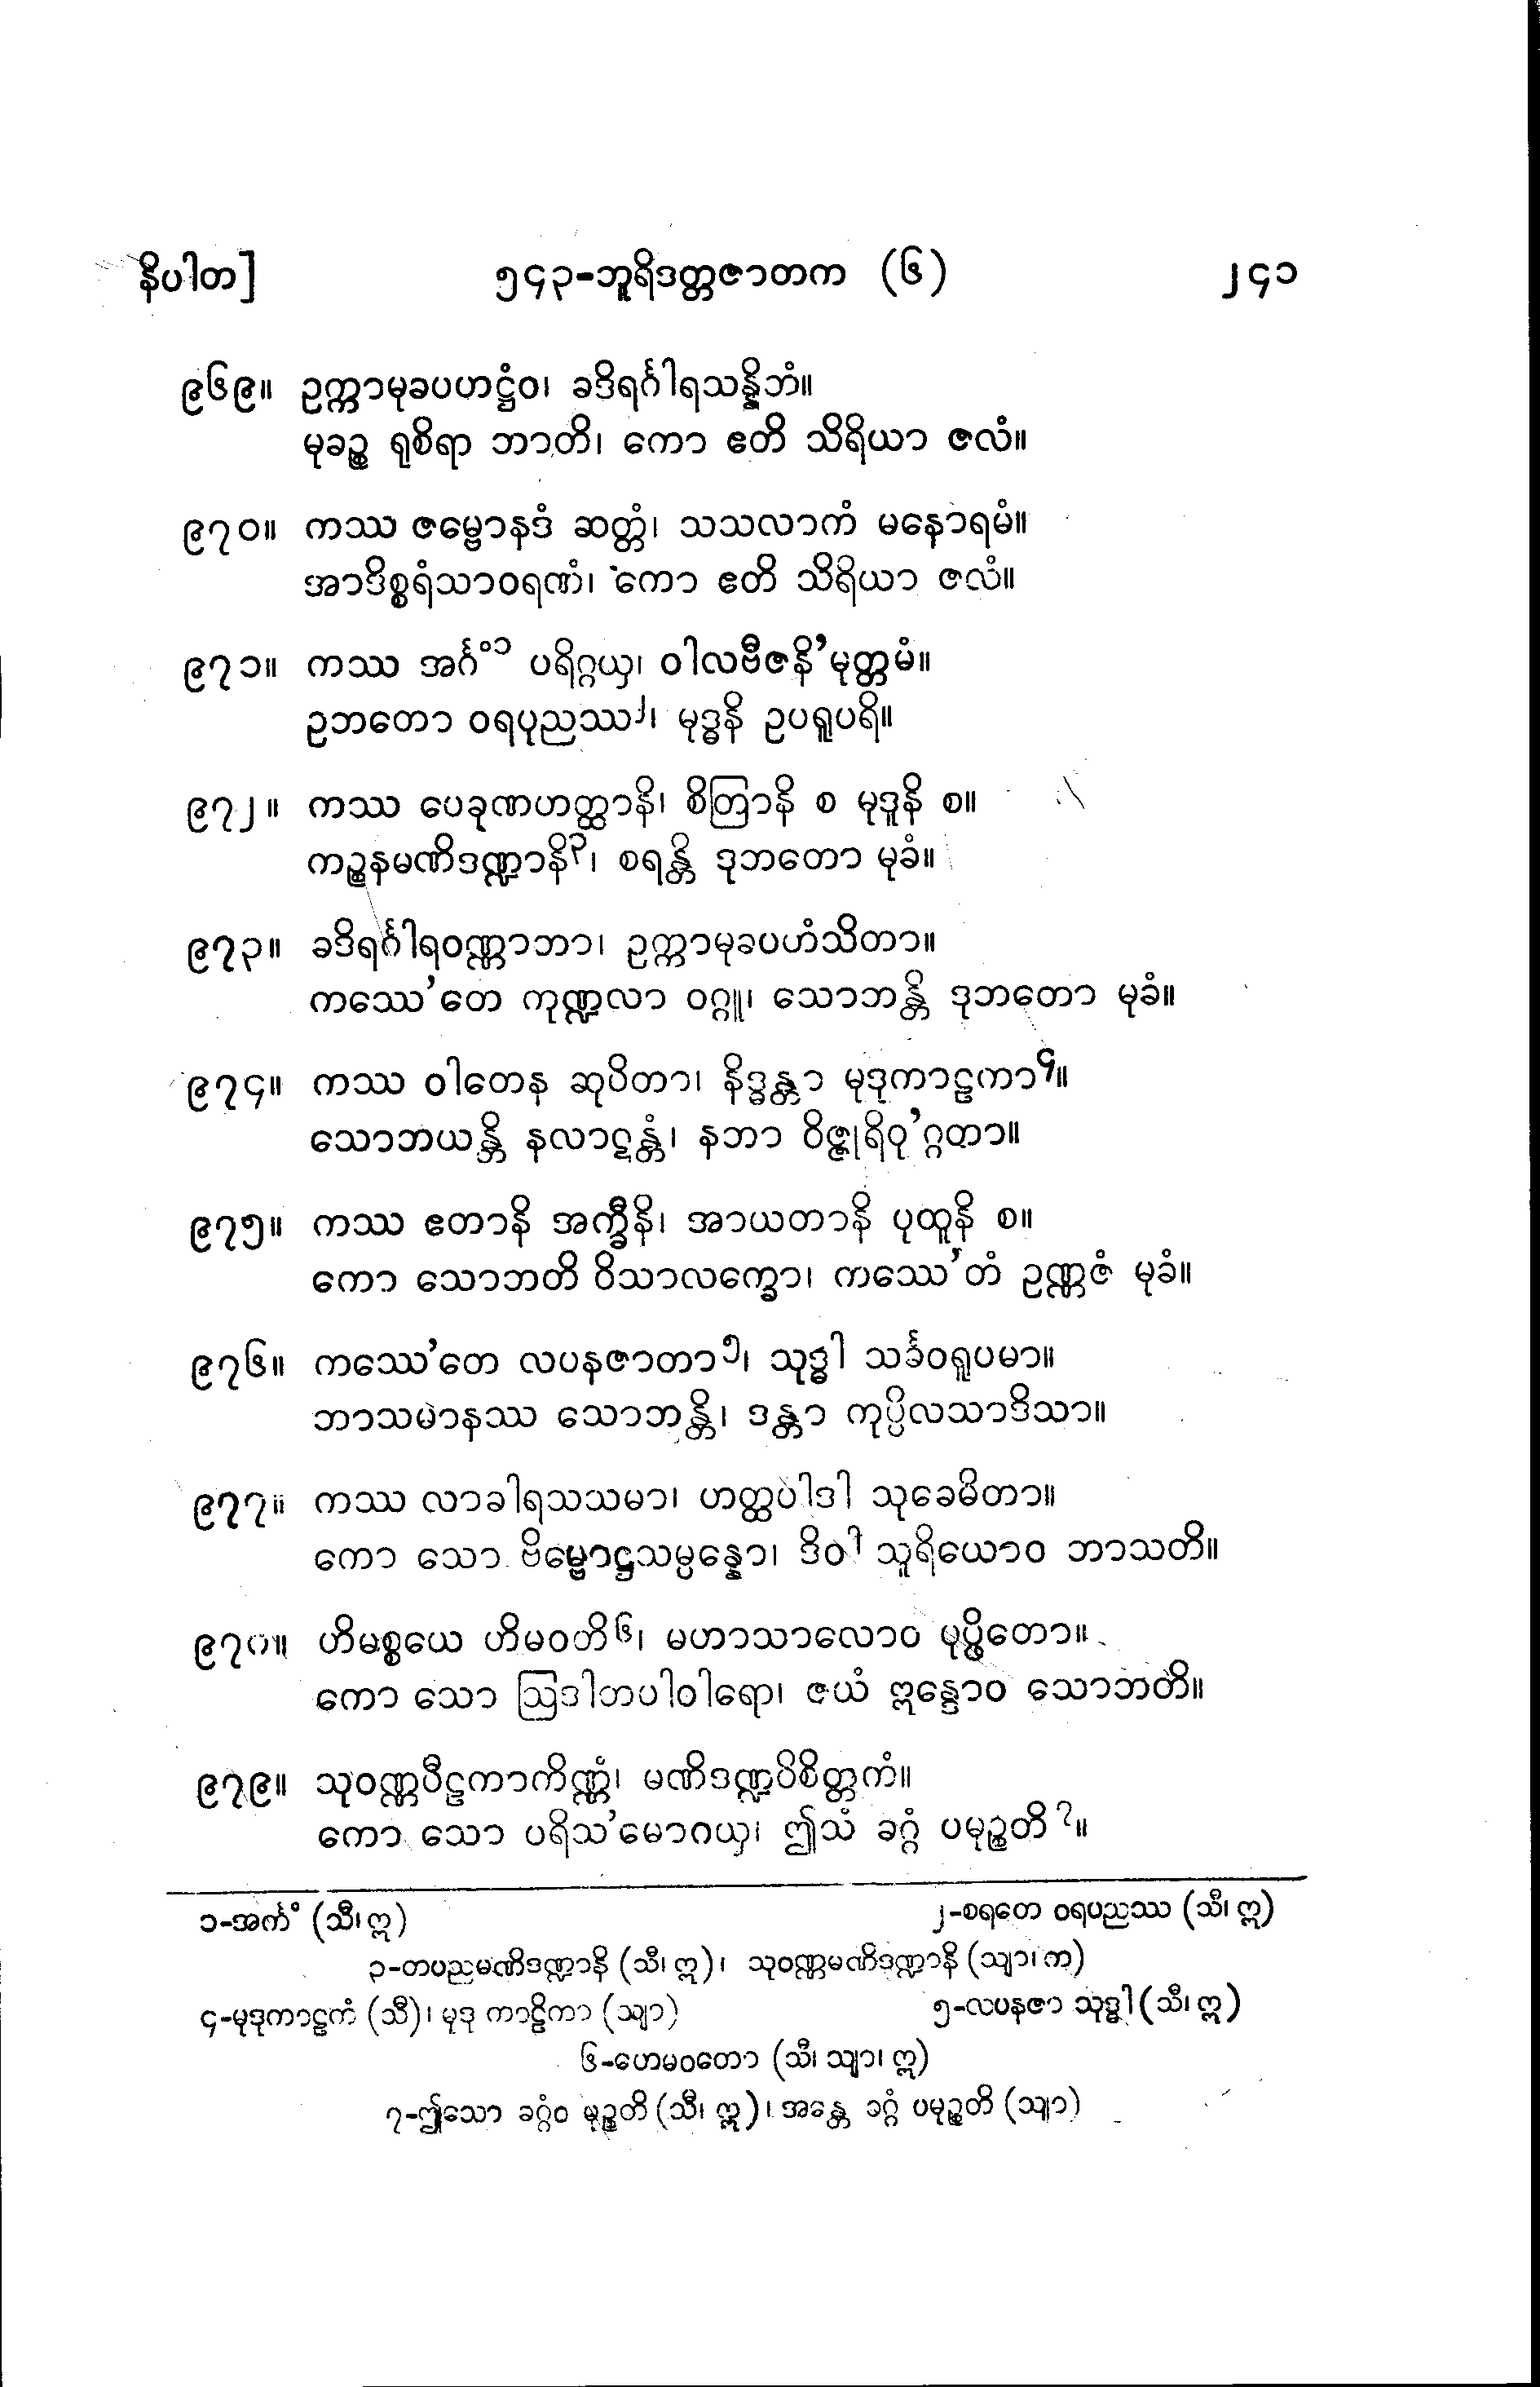 နိပါတ]	၅၄၃-ဘူရိဒတ္တဇာတက (၆)	၂၄၁
၉၆၉။ ဥက္ကာမုခပဟဋ္ဌံဝ၊ ခဒိရင်္ဂါရသန္နိဘံ။
မုခဉ္စ ရုစိရာ ဘာတိ၊ ကော ဧတိ သိရိယာ ဇလံ။
၉၇၀။ ကဿ ဇမ္ဗောနဒံ ဆတ္တံ၊ သသလာကံ မနောရမံ။
အာဒိစ္စရံသာဝရဏံ၊ ကော ဧတိ သိရိယာ ဇလံ။
၉၇၁။ ကဿ အင်္ဂံ၁ ပရိဂ္ဂယှ၊ ဝါလဗီဇနိ’မုတ္တမံ။
ဥဘတော ဝရပုညဿ၂၊ မုဒ္ဓနိ ဥပရူပရိ။
၉၇၂။ ကဿ ပေခုဏဟတ္ထာနိ၊ စိတြာနိ စ မုဒူနိ စ။
ကဉ္စနမဏိဒဏ္ဍာနိ၃၊ စရန္တိ ဒုဘတော မုခံ။
၉၇၃။ ခဒိရင်္ဂါရဝဏ္ဏာဘာ၊ ဥက္ကာမုခပဟံသိတာ။
ကဿေ’တေ ကုဏ္ဍလာ ဝဂ္ဂူ၊ သောဘန္တိ ဒုဘတော မုခံ။
၉၇၄။ ကဿ ဝါတေန ဆုပိတာ၊ နိဒ္ဓန္တာ မုဒုကာဠကာ၄။
သောဘယန္တိ နလာဋန္တံ၊ နဘာ ဝိဇ္ဇုရိဝု’ဂ္ဂတာ။
၉၇၅။ ကဿ ဧတာနိ အက္ခီနိ၊ အာယတာနိ ပုထူနိ စ။
ကော သောဘတိ ဝိသာလက္ခော၊ ကဿေ’တံ ဥဏ္ဏဇံ မုခံ။
၉၇၆။ ကဿေ’တေ လပနဇာတာ၅၊ သုဒ္ဓါ သင်္ခဝရူပမာ။
ဘာသမာနဿ သောဘန္တိ၊ ဒန္တာ ကုပ္ပိလသာဒိသာ။
၉၇၇။ ကဿ လာခါရသသမာ၊ ဟတ္ထပါဒါ သုခေမိတာ။
ကော သော ဗိမ္ဗောဋ္ဌသမ္ပန္နော၊ ဒိဝါ သူရိယောဝ ဘာသတိ။
၉၇၈။ ဟိမစ္စယေ ဟိမဝတိ၆၊ မဟာသာလောဝ ပုပ္ဖိတော။
ကော သော ဩဒါတပါဝါရော၊ ဇယံ ဣန္ဒောဝ သောဘတိ။
၉၇၉။ သုဝဏ္ဏပီဠကာကိဏ္ဏံ၊ မဏိဒဏ္ဍဝိစိတ္တကံ။
ကော သော ပရိသ’မောဂယှ၊ ဤသံ ခဂ္ဂံ ပမုဉ္စတိ၇။
၁-အင်္ကံ (သီ၊ ဣ)	၂-စရတေ ဝရပညဿ (သီ၊ ဣ)
၃-တပညမဏိဒဏ္ဍာနိ (သီ၊ ဣ)၊ သုဝဏ္ဏမဏိဒဏ္ဍာနိ (သျာ၊ က)
၄-မုဒုကာဠကံ (သီ)၊ မုဒု ကာဠိကာ (သျာ)	၅-လပနဇာ သုဒ္ဓါ (သီ၊ ဣ)
၆-ဟေမဝတော (သီ၊ သျာ၊ ဣ)
၇-ဤသော ခဂ္ဂံဝ မုဉ္စတိ (သီ၊ ဣ)၊ အန္တေ ခဂ္ဂံ ပမုဉ္စတိ (သျာ)